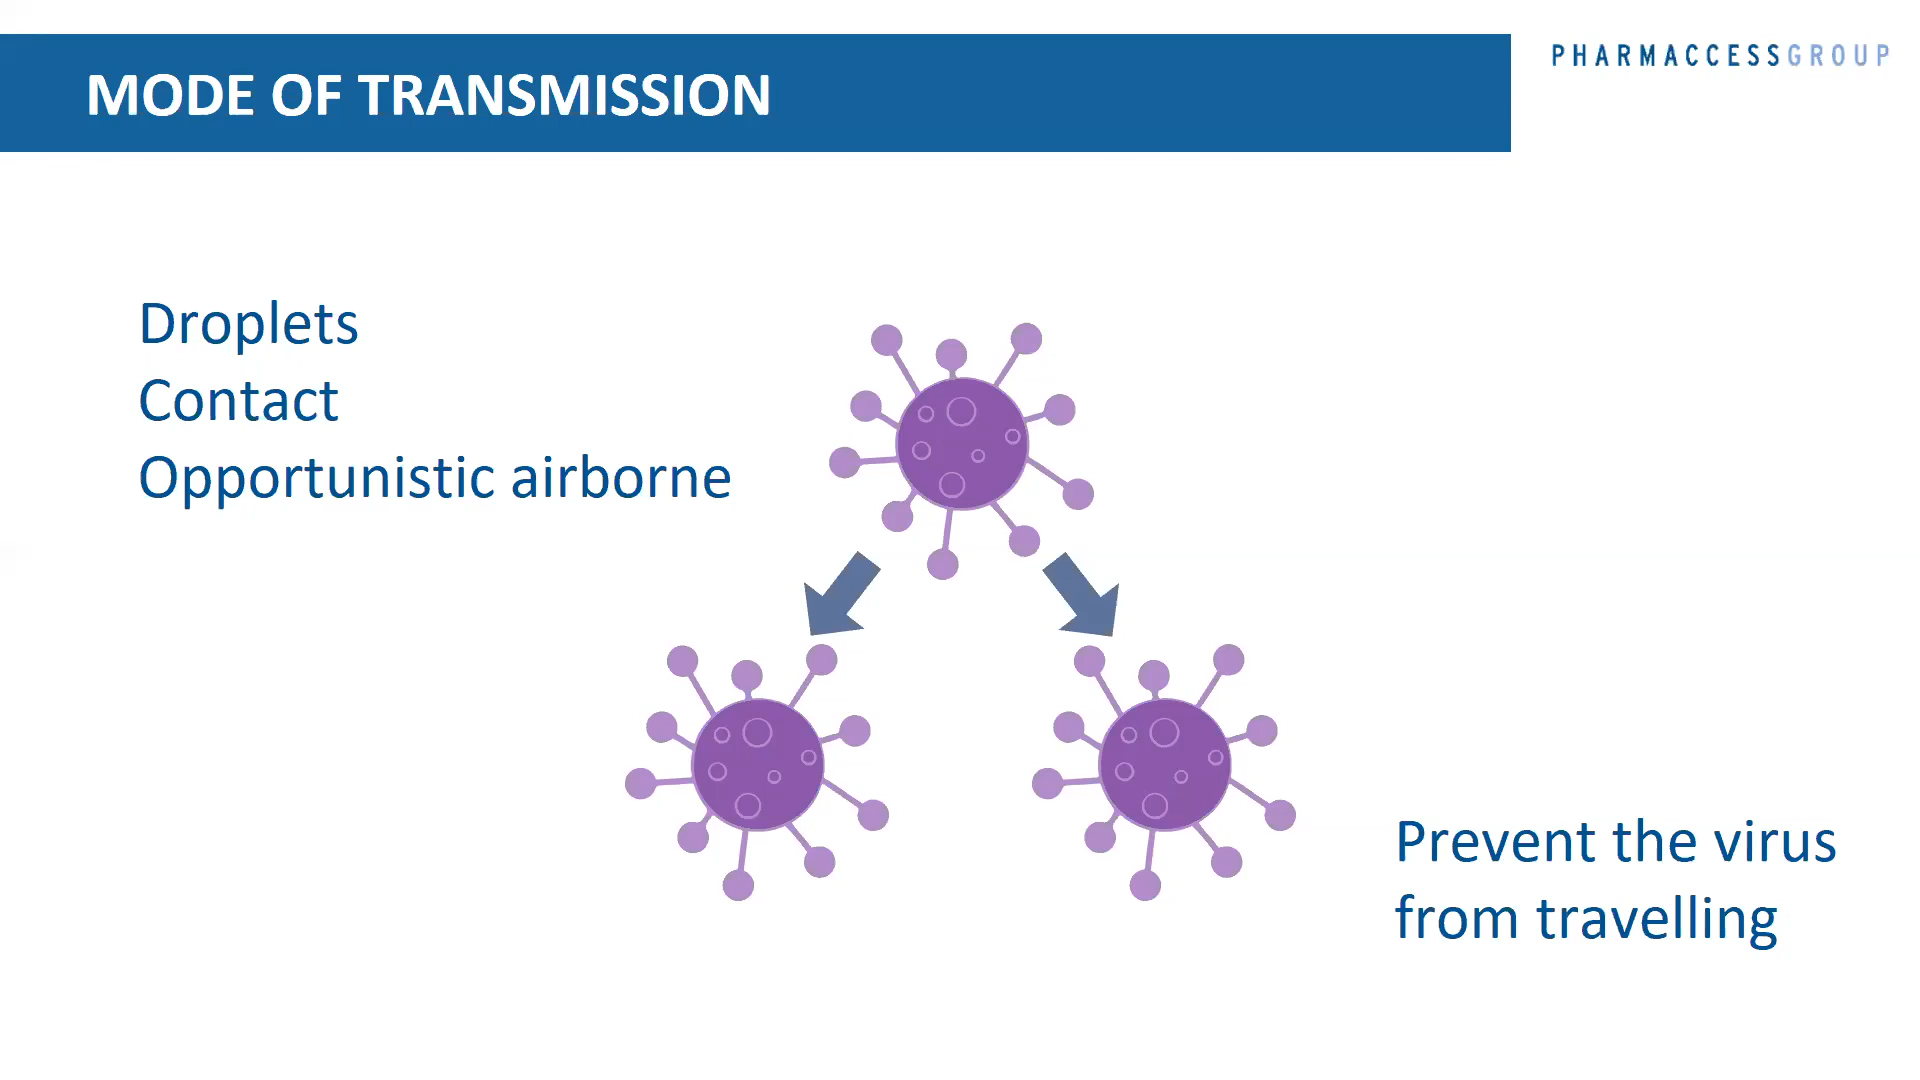 MODE OF TRANSMISSION
PHARMACCESSGROUP
Droplets
Contact
Opportunistic airborne
Prevent the virus
from travelling